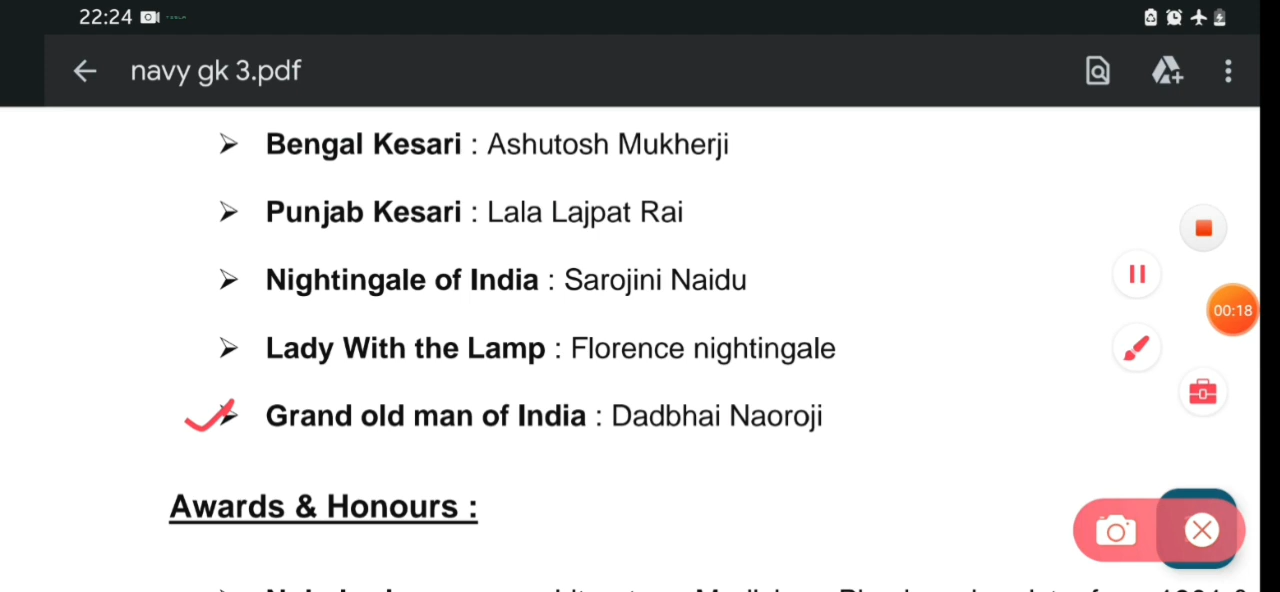 22:24
navy gk 3.pdf
➢ Bengal Kesari : Ashutosh Mukherji
➢ Punjab Kesari : Lala Lajpat Rai
➢ Nightingale of India : Sarojini Naidu
00:18
➢ Lady With the Lamp : Florence nightingale
➢ Grand old man of India : Dadbhai Naoroji
Awards & Honours :